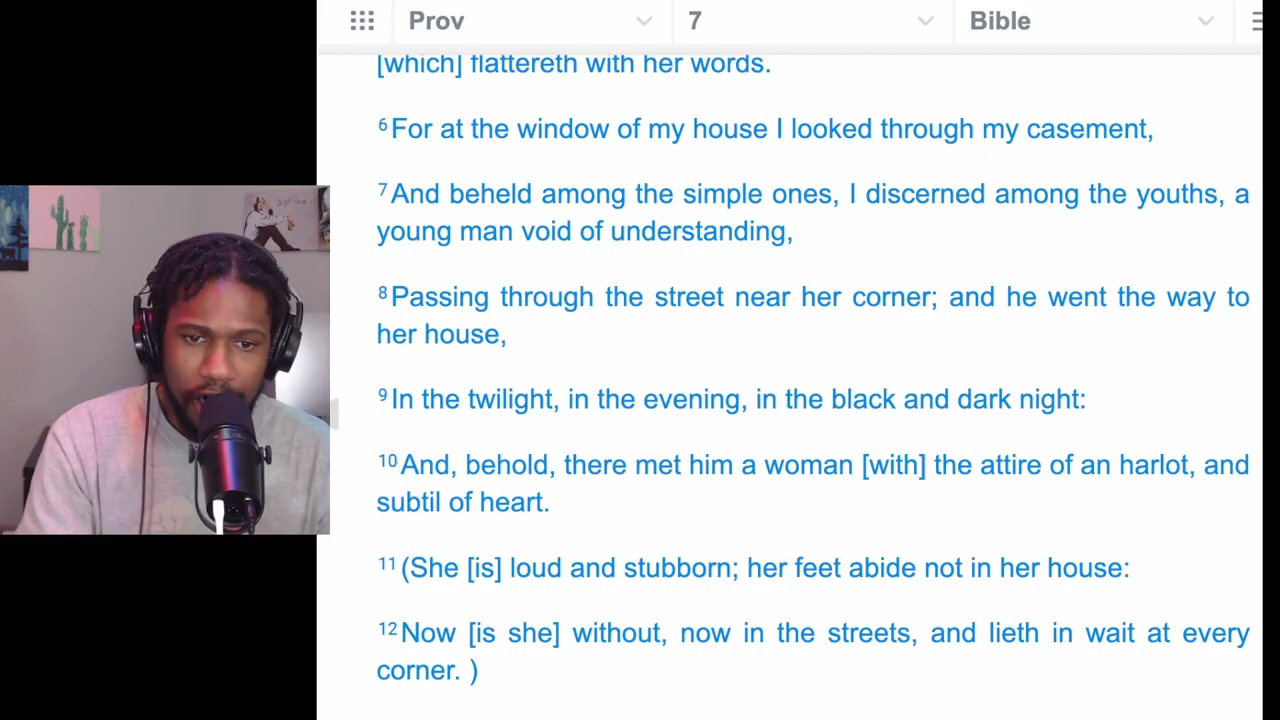 Prov 7 Bible
[which] flattereth with her words.
6 For at the window of my house I looked through my casement,
7 And beheld among the simple ones, I discerned among the youths, a
young man void of understanding,
8 Passing through the street near her corner; and he went the way to
her house,
9 In the twilight, in the evening, in the black and dark night:
10 And, behold, there met him a woman [with] the attire of an harlot, and
subtil of heart.
11 (She [is] loud and stubborn; her feet abide not in her house:
12 Now [is she] without, now in the streets, and lieth in wait at every
corner. )